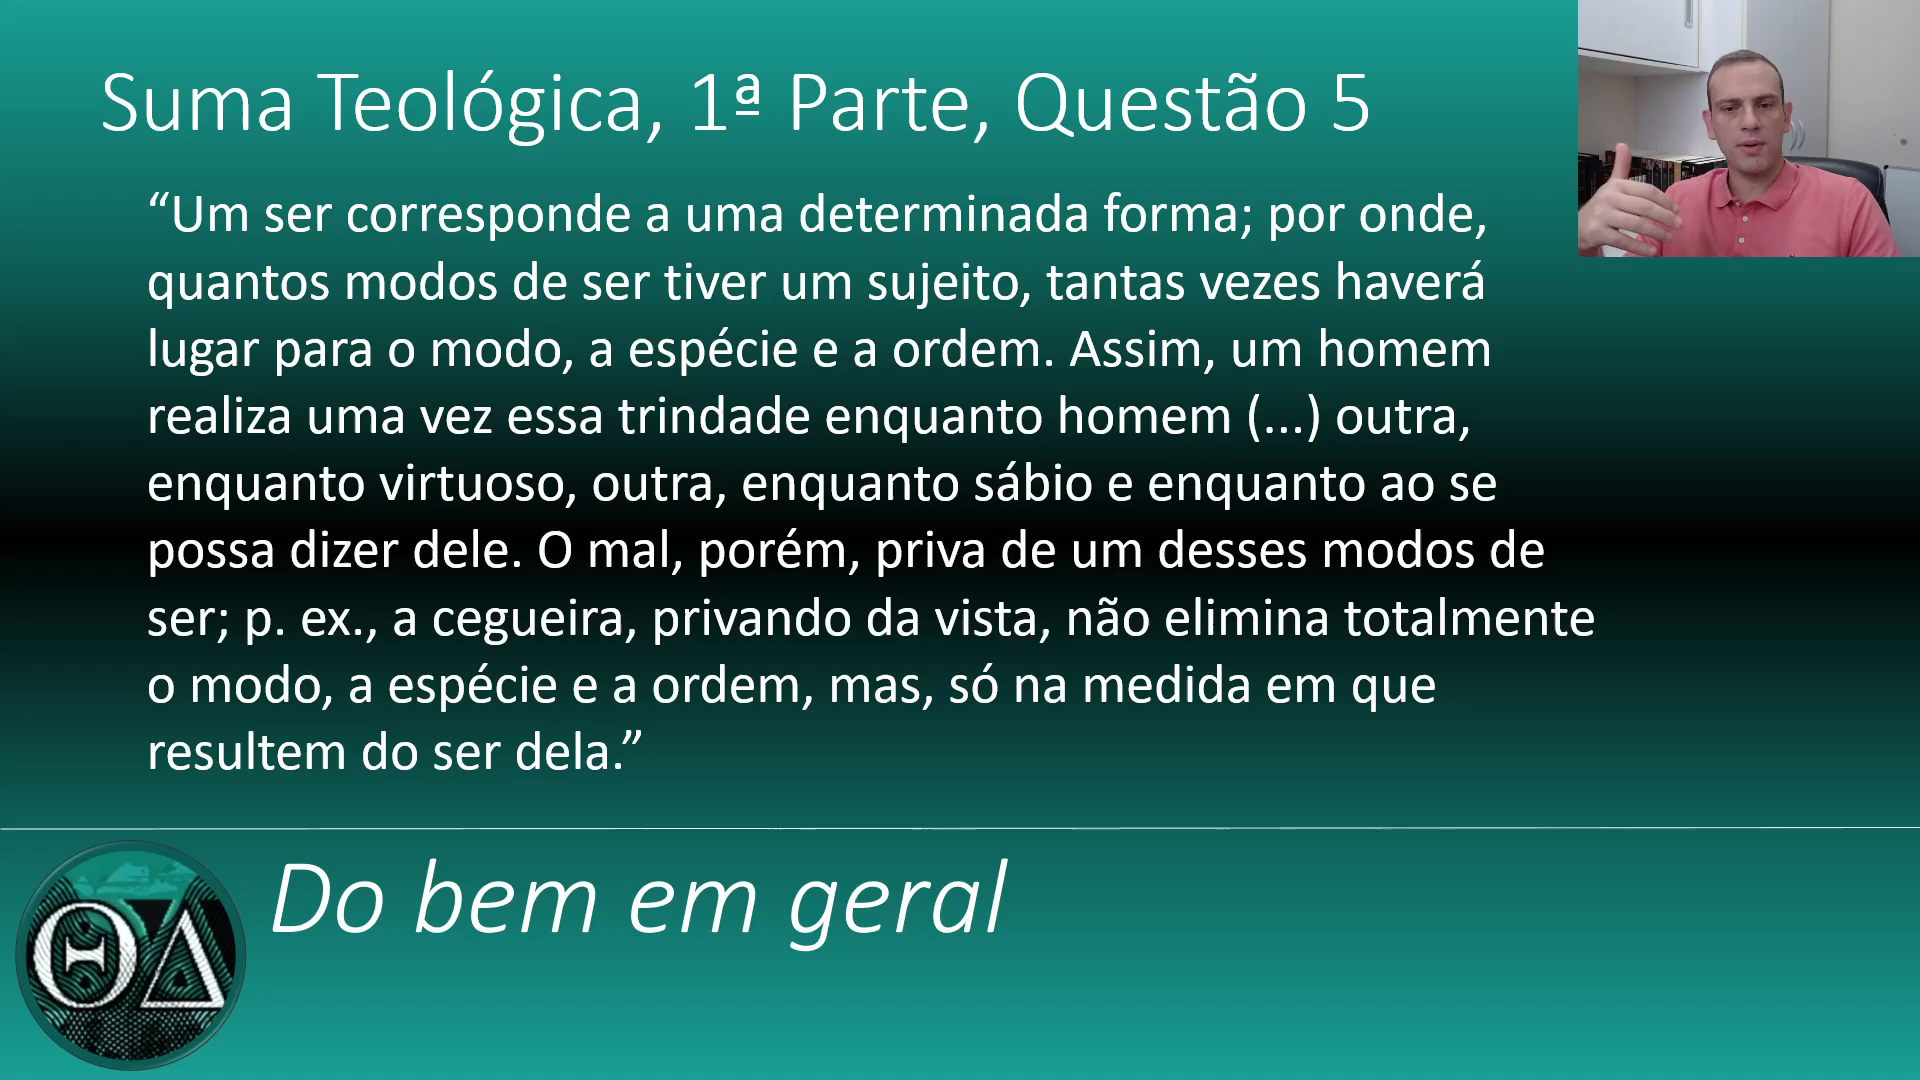 Suma Teológica, 1ª Parte, Questão 5
“Um ser corresponde a uma determinada forma; por onde,
quantos modos de ser tiver um sujeito, tantas vezes haverá
lugar para o modo, a espécie e a ordem. Assim, um homem
realiza uma vez essa trindade enquanto homem (...) outra,
enquanto virtuoso, outra, enquanto sábio e enquanto ao se
possa dizer dele. O mal, porém, priva de um desses modos de
ser; p. ex., a cegueira, privando da vista, não elimina totalmente
o modo, a espécie e a ordem, mas, só na medida em que
resultem do ser dela.”
Do bem em geral
ΘΔ